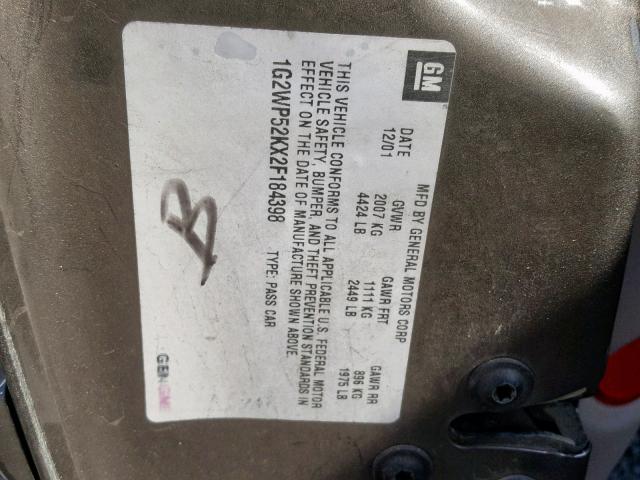 GM
MFD BY GENERAL MOTORS CORP
DATE GVWR GAWR FRT GAWR RR
12/01 2007 KG 1111 KG 896 KG
4424 LB 2449 LB 1975 LB
THIS VEHICLE CONFORMS TO ALL APPLICABLE U.S. FEDERAL MOTOR
VEHICLE SAFETY, BUMPER, AND THEFT PREVENTION STANDARDS IN
EFFECT ON THE DATE OF MANUFACTURE SHOWN ABOVE.
1G2WP52KX2F184398 TYPE: PASS CAR